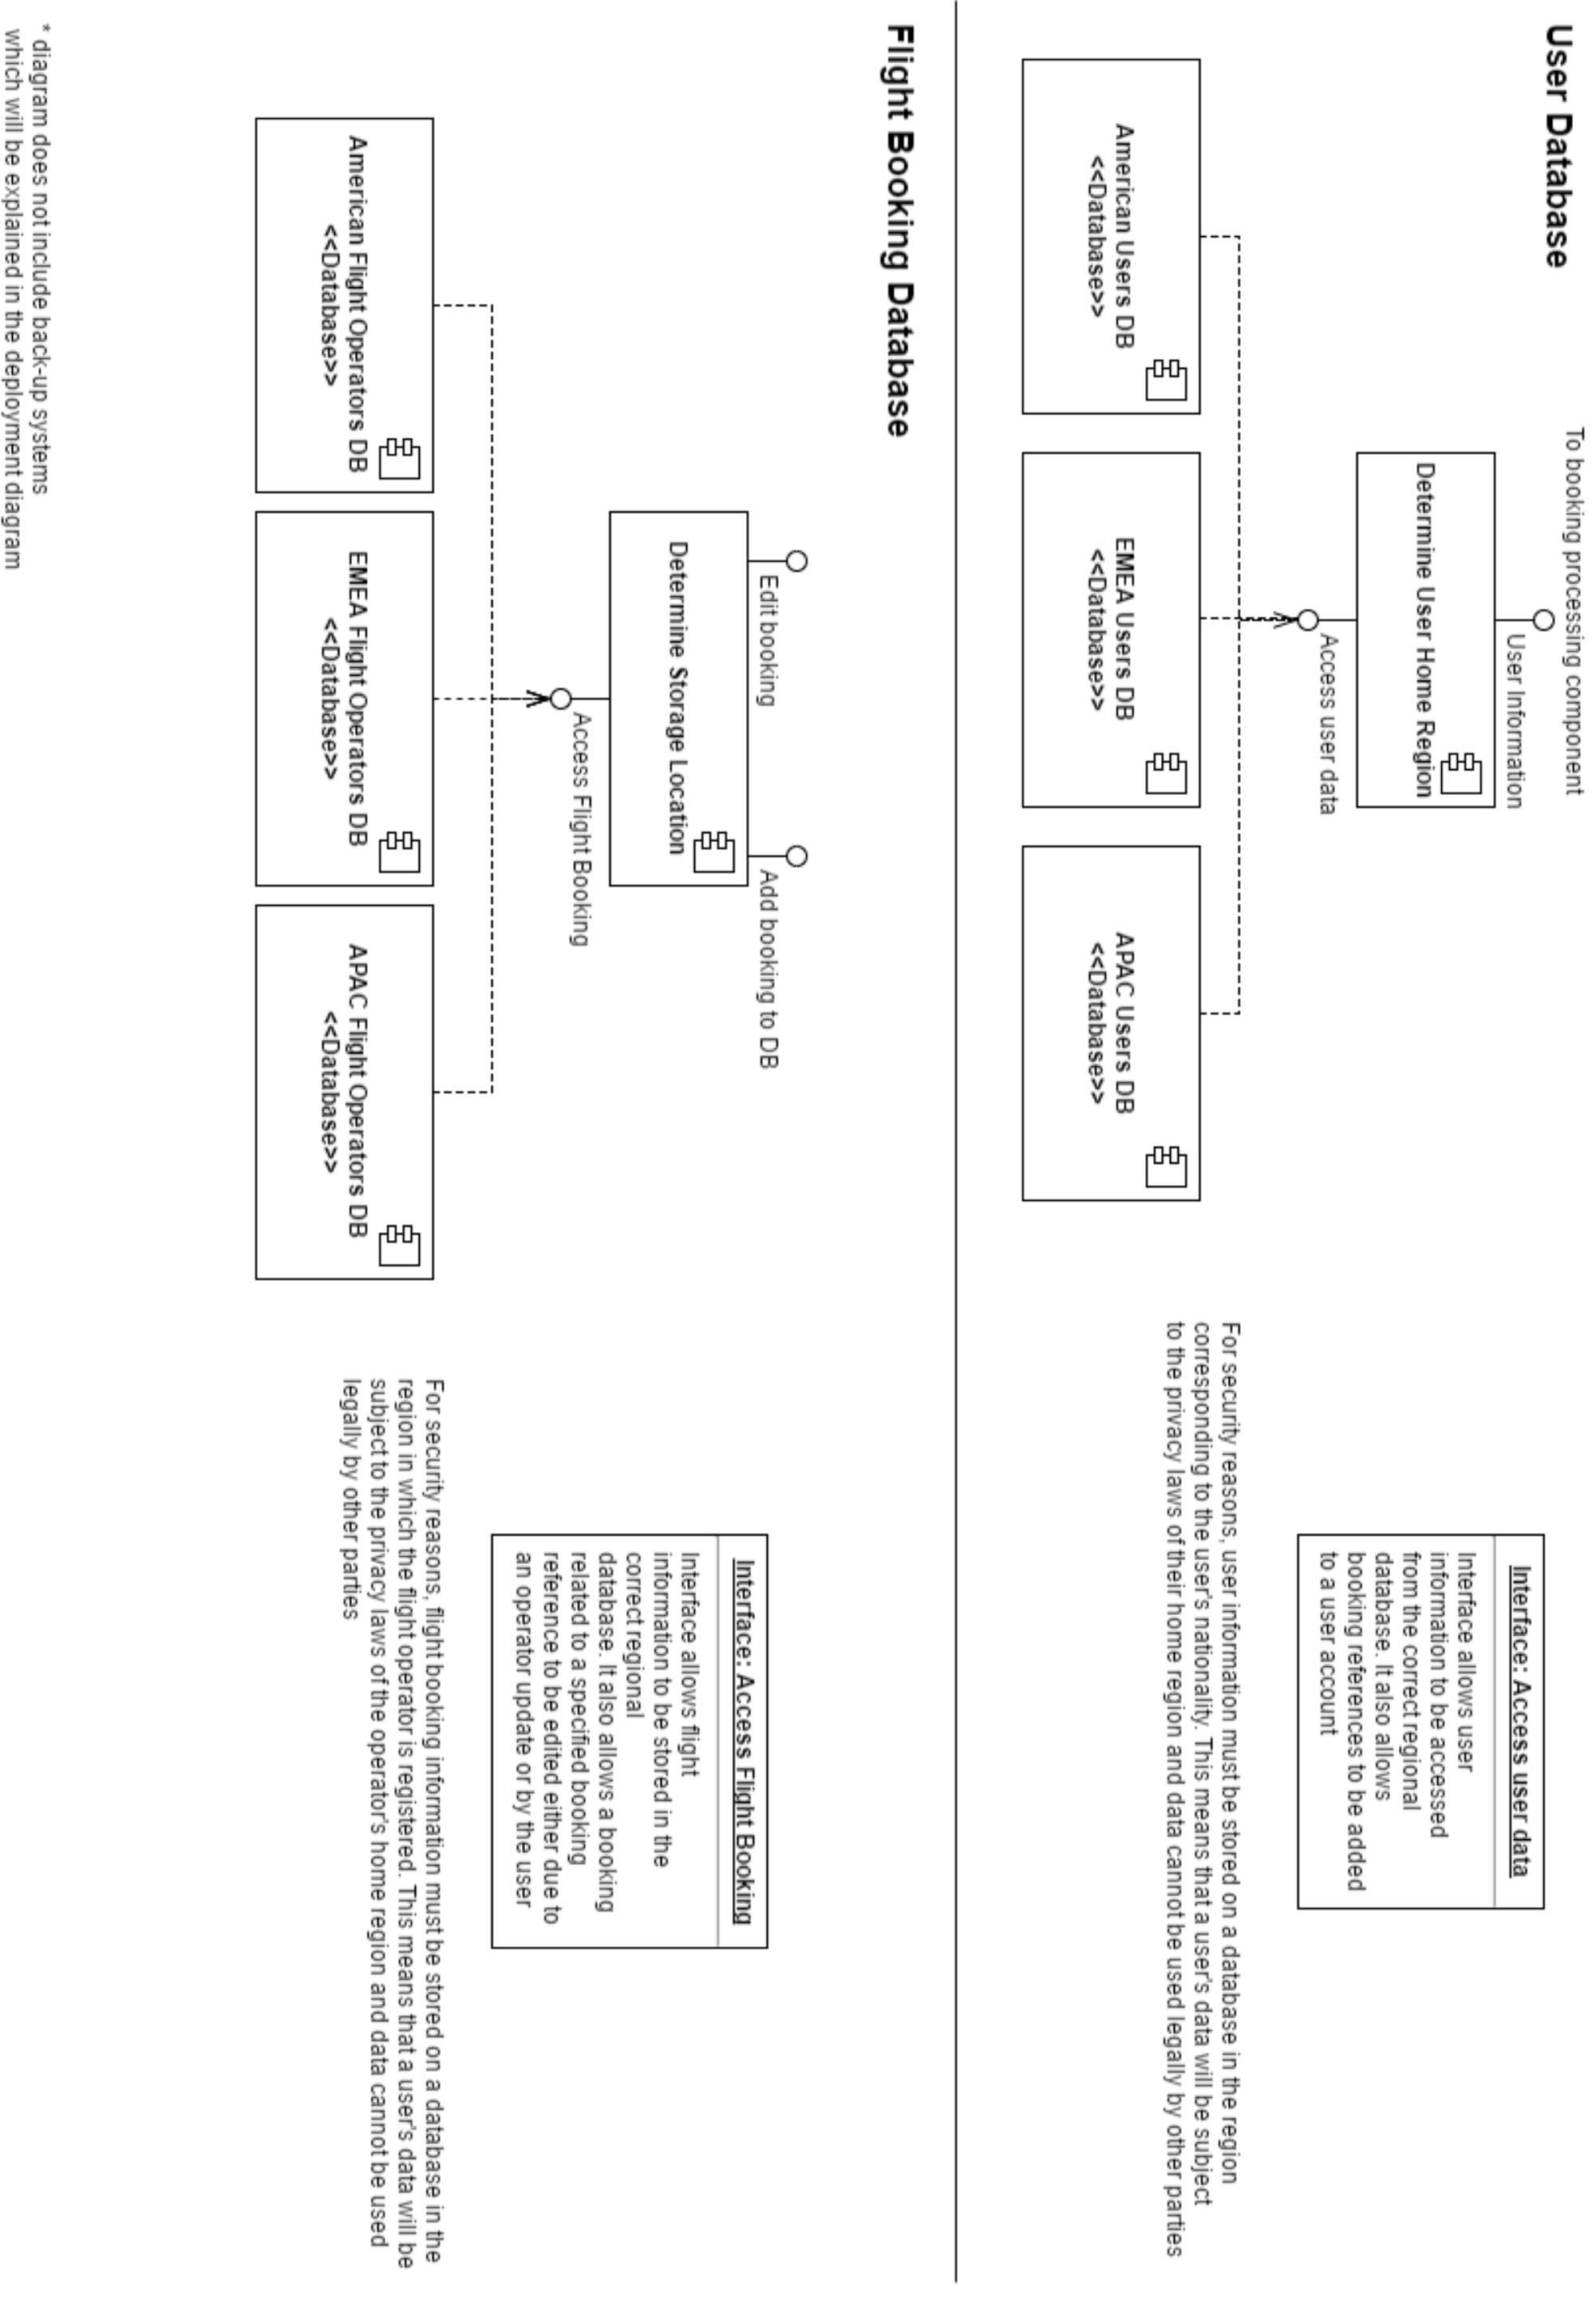 User Database
To booking processing component
User Information
Determine User Home Region
Access user data
American Users DB
<<Database>>
EMEA Users DB
<<Database>>
APAC Users DB
<<Database>>
Interface: Access user data
Interface allows user
information to be accessed
from the correct regional
database. It also allows
booking references to be added
to a user account
For security reasons, user information must be stored on a database in the region
corresponding to the user's nationality. This means that a user's data will be subject
to the privacy laws of their home region and data cannot be used legally by other parties
Flight Booking Database
Edit booking
Add booking to DB
Determine Storage Location
Access Flight Booking
American Flight Operators DB
<<Database>>
EMEA Flight Operators DB
<<Database>>
APAC Flight Operators DB
<<Database>>
Interface: Access Flight Booking
Interface allows flight
information to be stored in the
correct regional
database. It also allows a booking
related to a specified booking
reference to be edited either due to
an operator update or by the user
For security reasons, flight booking information must be stored on a database in the
region in which the flight operator is registered. This means that a user's data will be
subject to the privacy laws of the operator's home region and data cannot be used
legally by other parties
* diagram does not include back-up systems
which will be explained in the deployment diagram